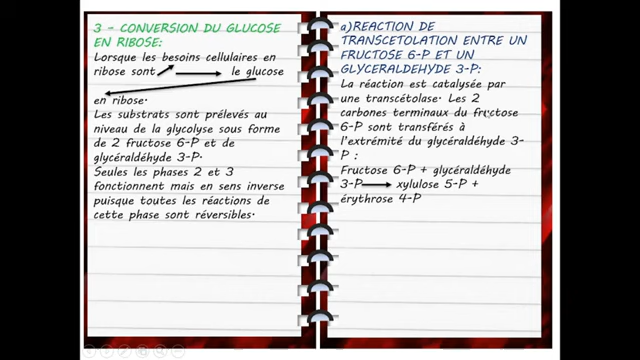 3 - CONVERSION DU GLUCOSE
EN RIBOSE:
Lorsque les besoins cellulaires en
ribose sont le glucose
en ribose.
Les substrats sont prélevés au
niveau de la glycolyse sous forme
de 2 fructose 6-P et de
glycéraldéhyde 3-P.
Seules les phases 2 et 3
fonctionnent mais en sens inverse
puisque toutes les réactions de
cette phase sont réversibles.
a)REACTION DE
TRANSCETOLATION ENTRE UN
FRUCTOSE 6-P ET UN
GLYCERALDEHYDE 3-P:
La réaction est catalysée par
une transcétolase. Les 2
carbones terminaux du fructose
6-P sont transférés à
l'extrémité du glycéraldéhyde 3-
P :
Fructose 6-P + glycéraldéhyde
3-P → xylulose 5-P +
érythrose 4-P